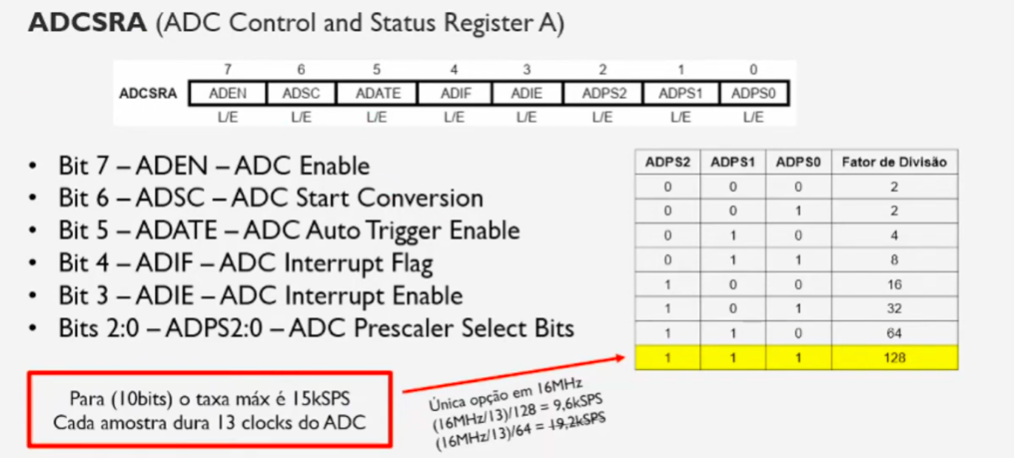 ADCSRA (ADC Control and Status Register A)
7 6 5 4 3 2 1 0
ADCSRA ADEN ADSC ADATE ADIF ADIE ADPS2 ADPS1 ADPS0
L/E L/E L/E L/E L/E L/E L/E L/E
• Bit 7 – ADEN – ADC Enable
• Bit 6 – ADSC – ADC Start Conversion
• Bit 5 – ADATE – ADC Auto Trigger Enable
• Bit 4 – ADIF – ADC Interrupt Flag
• Bit 3 – ADIE – ADC Interrupt Enable
• Bits 2:0 – ADPS2:0 – ADC Prescaler Select Bits
ADPS2 ADPS1 ADPS0 Fator de Divisão
0 0 0 2
0 0 1 2
0 1 0 4
0 1 1 8
1 0 0 16
1 0 1 32
1 1 0 64
1 1 1 128
Para (10bits) o taxa máx é 15kSPS
Cada amostra dura 13 clocks do ADC
Única opção em 16MHz
(16MHz/13)/128 = 9,6kSPS
(16MHz/13)/64 = 19,2kSPS